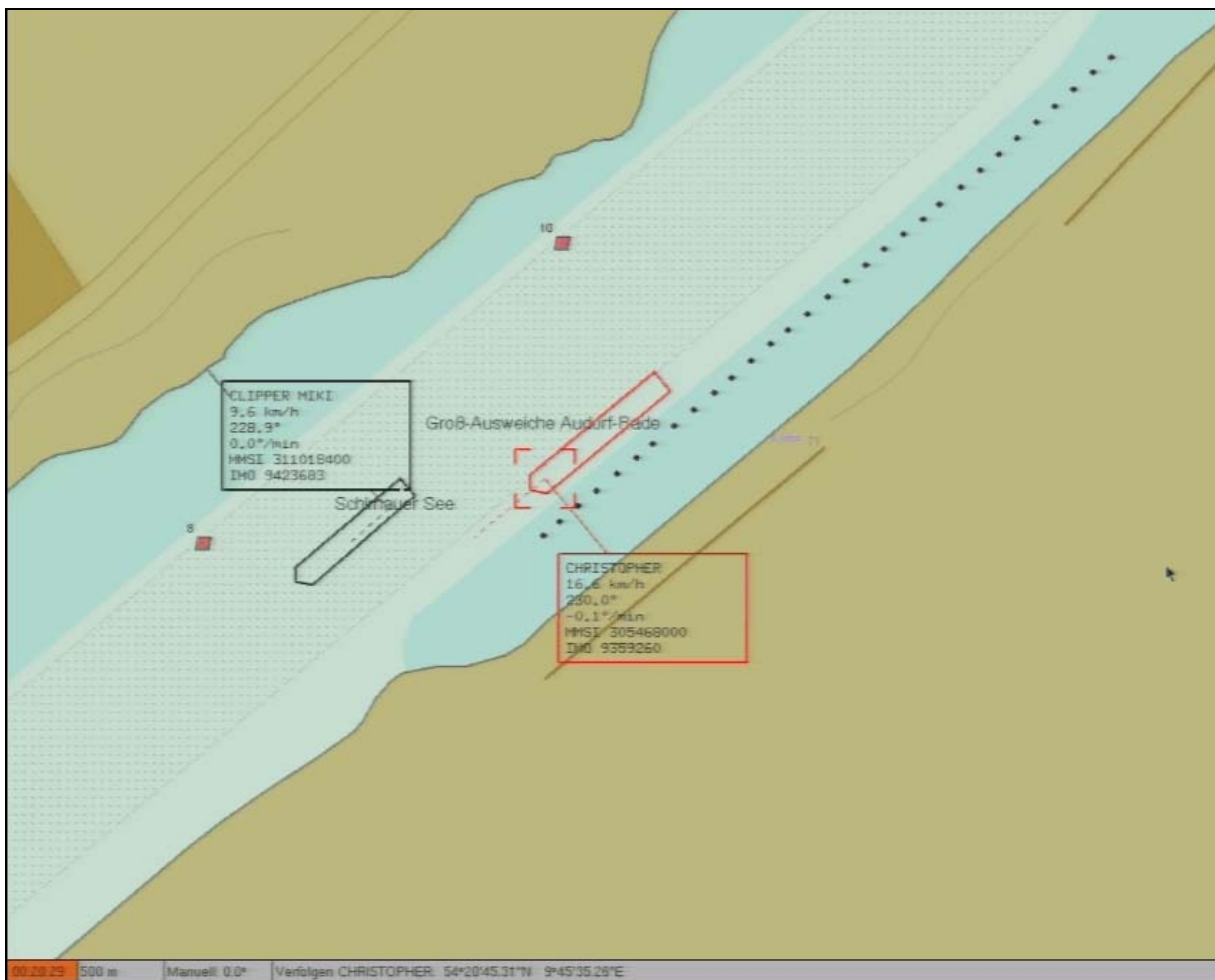 10
CLIPPER MIKI
9.6 km/h
228.9°
0.0°/min
MMSI 311018400
IMO 9423683
Groß-Ausweiche Audorf-Rade
Schirnauer See
8
CHRISTOPHER
16.6 km/h
230.0°
-0.1°/min
MMSI 305468000
IMO 9359260
00:20:29 500 m Manuell: 0.0° Verfolgen CHRISTOPHER: 54°20'45.31"N 9°45'35.26"E